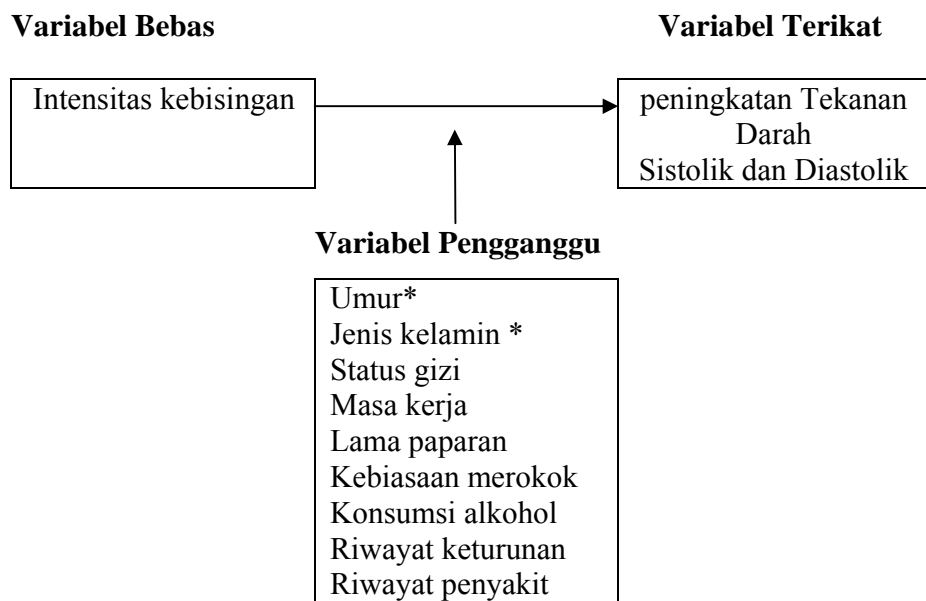 Variabel Bebas
Variabel Terikat
Intensitas kebisingan
peningkatan Tekanan
Darah
Sistolik dan Diastolik
Variabel Pengganggu
Umur*
Jenis kelamin *
Status gizi
Masa kerja
Lama paparan
Kebiasaan merokok
Konsumsi alkohol
Riwayat keturunan
Riwayat penyakit